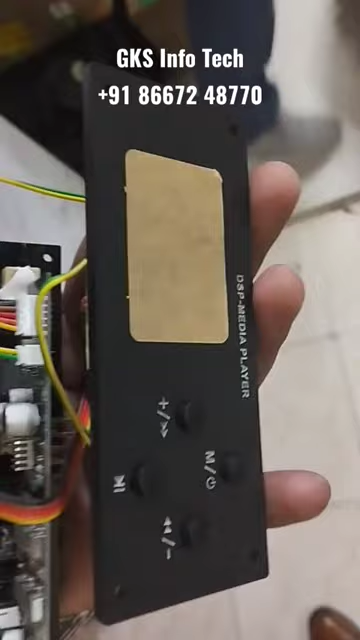 GKS Info Tech
+91 86672 48770
DSP-MEDIA PLAYER
+/
M/
/-